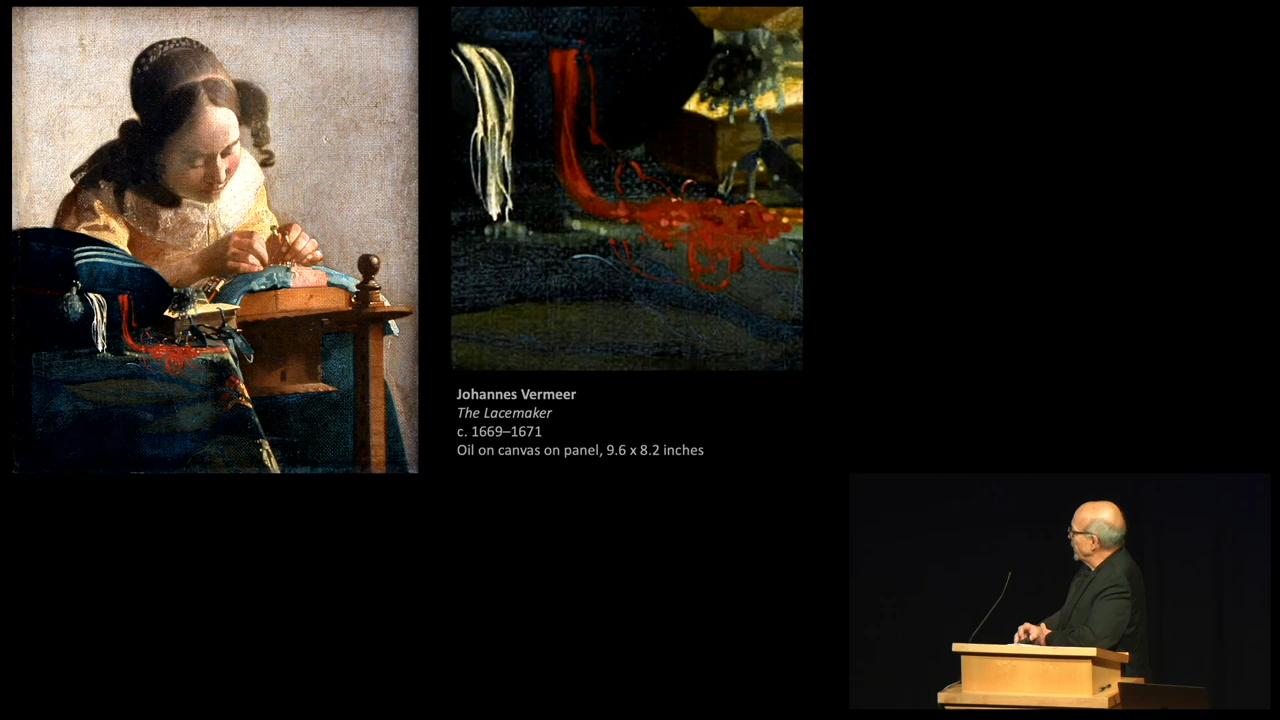 Johannes Vermeer
The Lacemaker
c. 1669–1671
Oil on canvas on panel, 9.6 x 8.2 inches